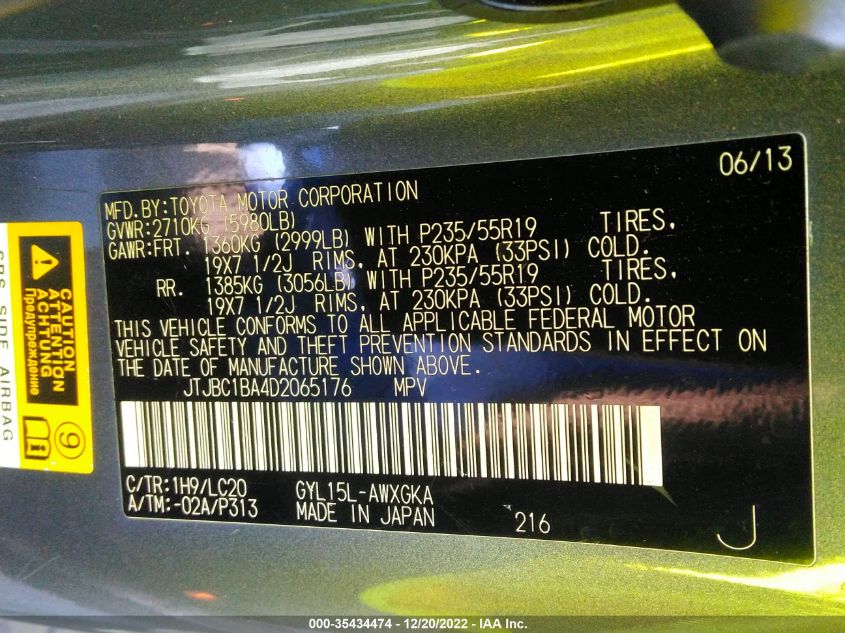 06/13
MFD.BY:TOYOTA MOTOR CORPORATION
GVWR:2710KG (5980LB)
GAWR:FRT. 1360KG (2999LB) WITH P235/55R19 TIRES,
19X7 1/2J RIMS, AT 230KPA (33PSI) COLD.
RR. 1385KG (3056LB) WITH P235/55R19 TIRES,
19X7 1/2J RIMS, AT 230KPA (33PSI) COLD.
THIS VEHICLE CONFORMS TO ALL APPLICABLE FEDERAL MOTOR
VEHICLE SAFETY AND THEFT PREVENTION STANDARDS IN EFFECT ON
THE DATE OF MANUFACTURE SHOWN ABOVE.
JTJBC1BA4D2065176 MPV
C/TR:1H9/LC20 GYL15L-AWXGKA
A/TM:-02A/P313 MADE IN JAPAN 216 J
CAUTION
ATTENTION
ACHTUNG
Предупреждение
9
SRS SIDE AIRBAG
000-35434474 - 12/20/2022 - IAA Inc.